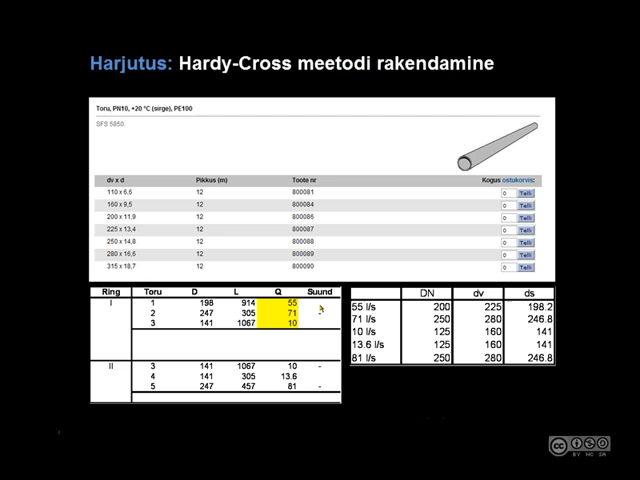 Harjutus: Hardy-Cross meetodi rakendamine
Toru, PN10, +20 °C (sirge), PE100
SFS 5950.
dv x d Pikkus (m) Toote nr Kogus ostukorvis:
110 x 6,6 12 800081 0 Telli
160 x 9,5 12 800084 0 Telli
200 x 11,9 12 800086 0 Telli
225 x 13,4 12 800087 0 Telli
250 x 14,8 12 800088 0 Telli
280 x 16,6 12 800089 0 Telli
315 x 18,7 12 800090 0 Telli
Ring Toru D L Q Suund
I 1 198 914 55
2 247 305 71 -
3 141 1067 10
II 3 141 1067 10 -
4 141 305 13.6
5 247 457 81 -
DN dv ds
55 l/s 200 225 198.2
71 l/s 250 280 246.8
10 l/s 125 160 141
13.6 l/s 125 160 141
81 l/s 250 280 246.8
cc
BY NC SA